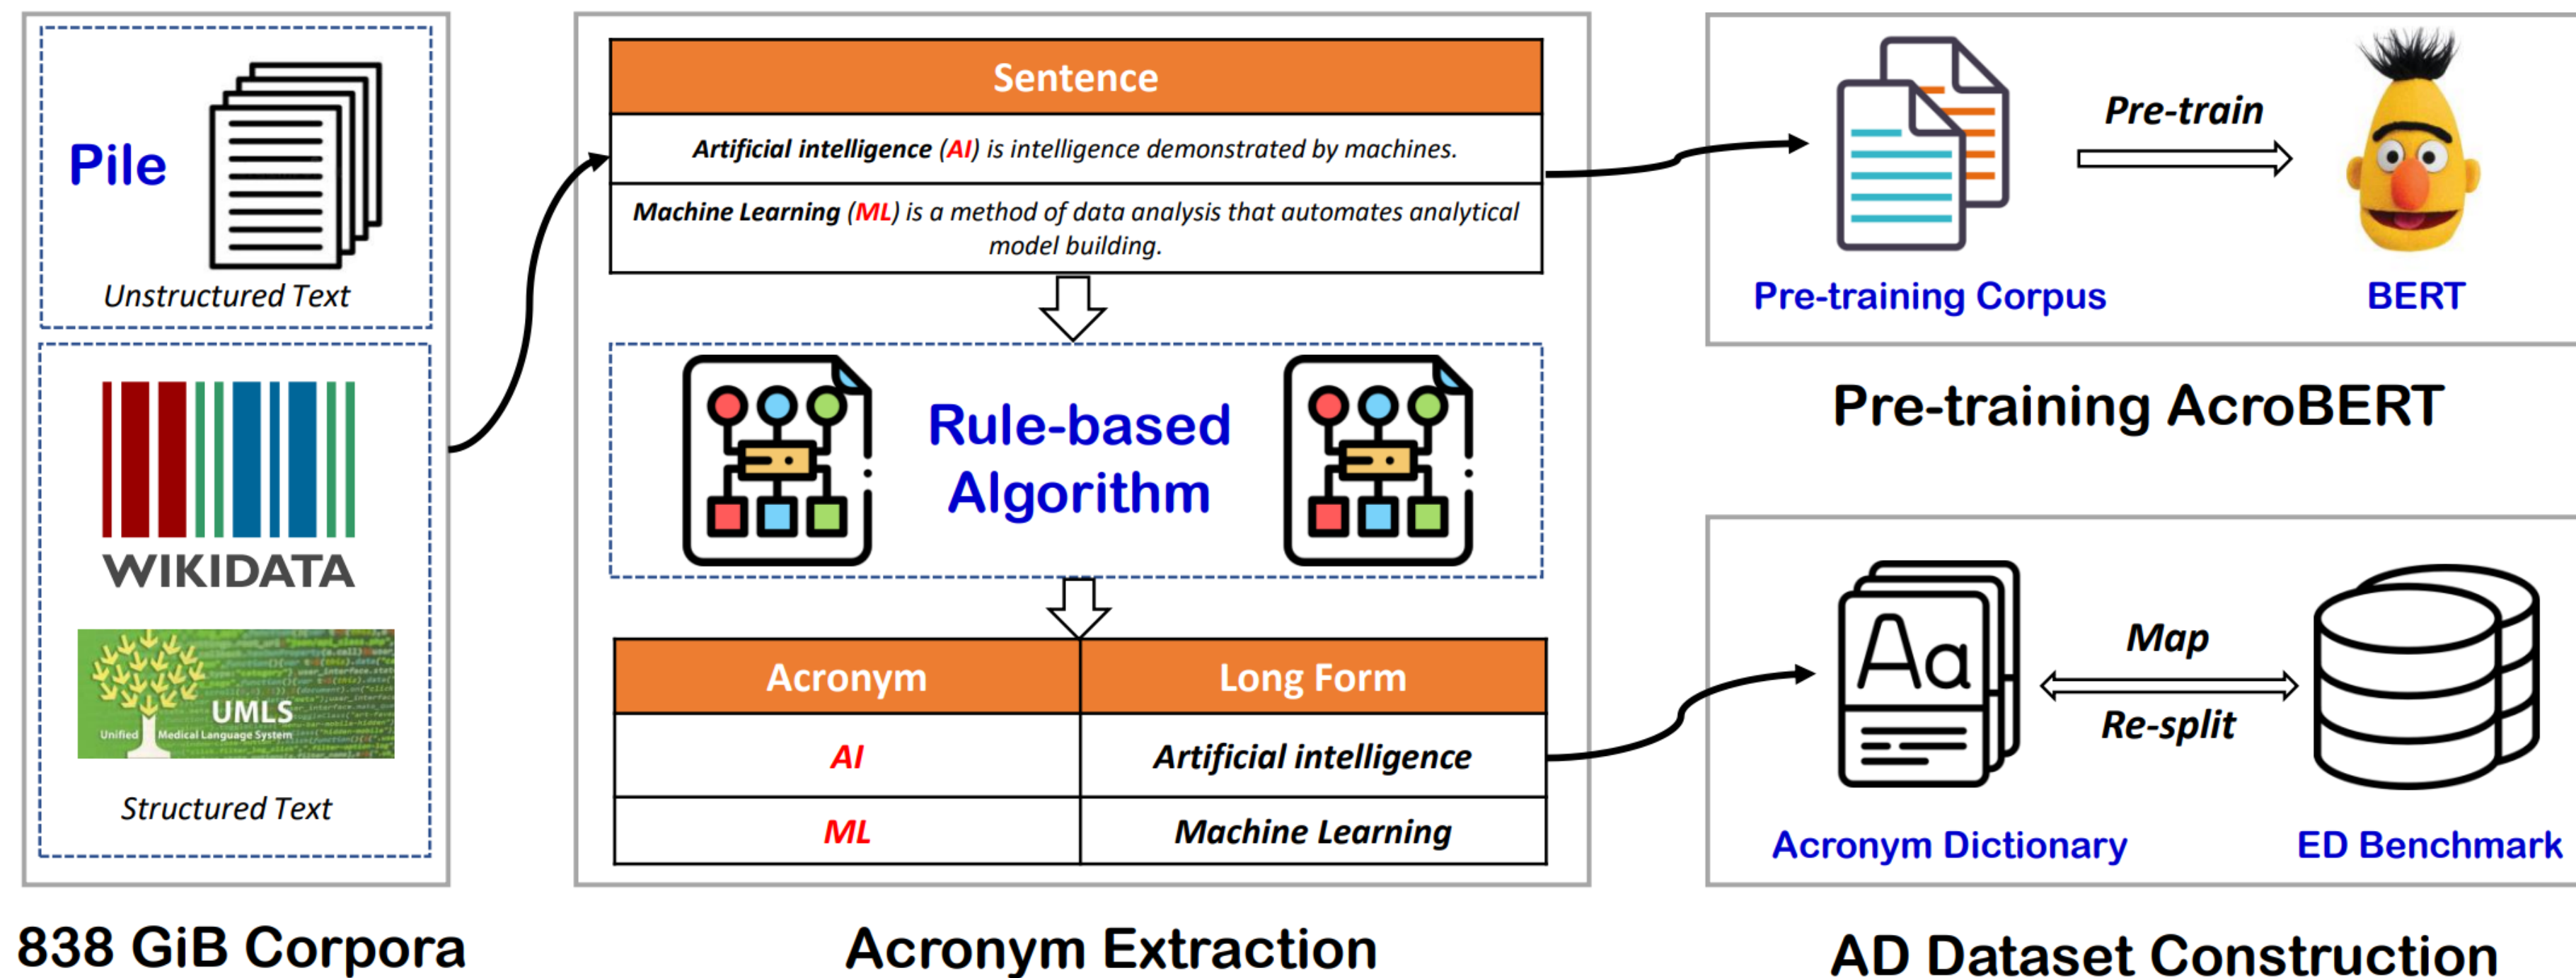 Pile
Unstructured Text
WIKIDATA
UMLS
Unified Medical Language System
Structured Text
838 GiB Corpora
Sentence
Artificial intelligence (AI) is intelligence demonstrated by machines.
Machine Learning (ML) is a method of data analysis that automates analytical
model building.
Rule-based
Algorithm
Acronym Long Form
AI Artificial intelligence
ML Machine Learning
Acronym Extraction
Pre-train
Pre-training Corpus BERT
Pre-training AcroBERT
Aa
Map
Re-split
Acronym Dictionary ED Benchmark
AD Dataset Construction